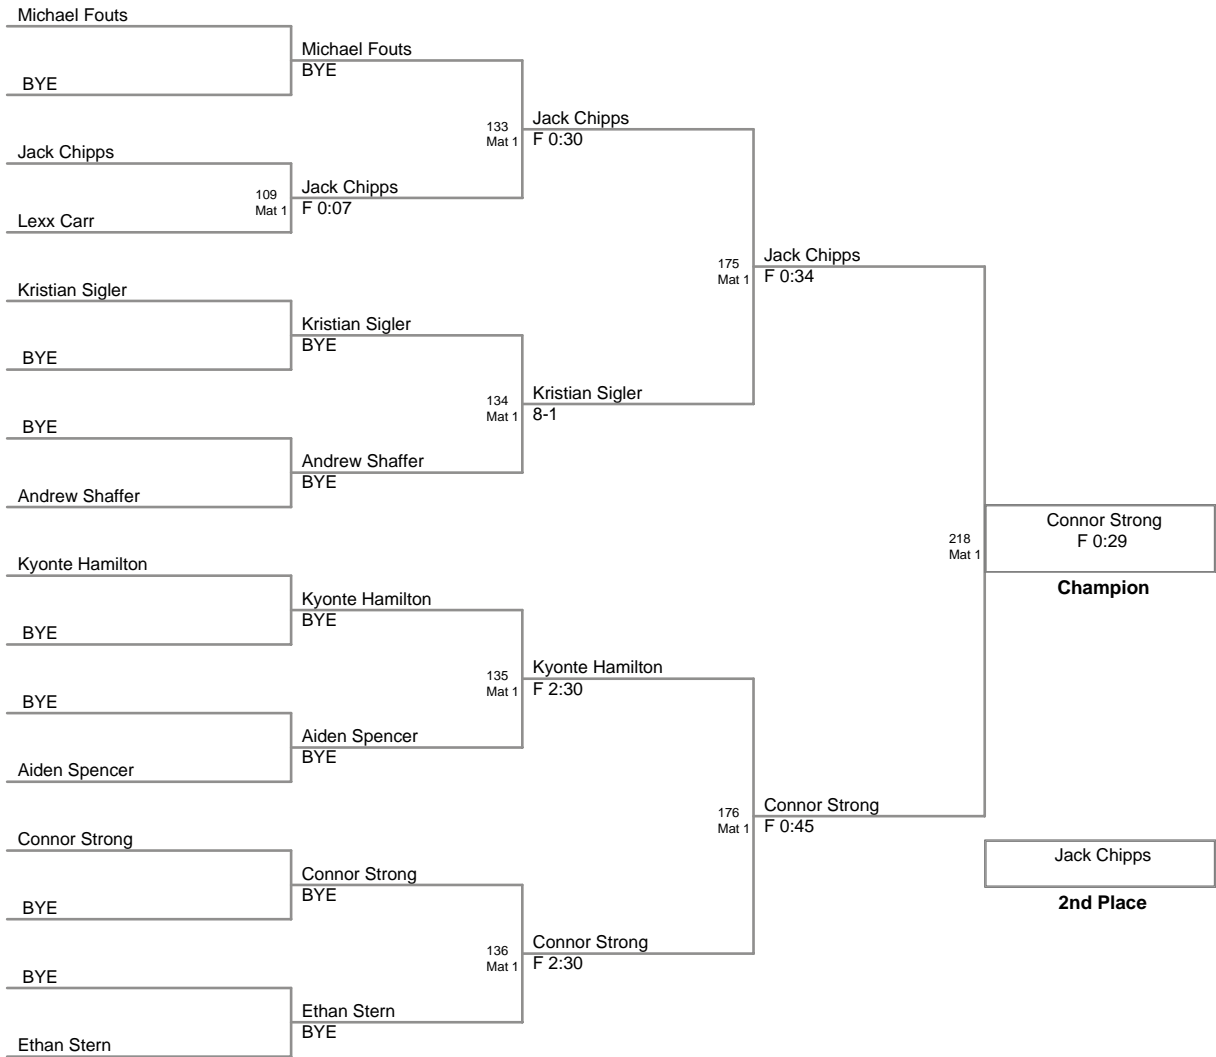 Michael Fouts
BYE
Jack Chipps
Lexx Carr
Kristian Sigler
BYE
BYE
Andrew Shaffer
Kyonte Hamilton
BYE
BYE
Aiden Spencer
Connor Strong
BYE
BYE
Ethan Stern
Michael Fouts
BYE
109
Mat 1
Jack Chipps
F 0:07
Kristian Sigler
BYE
Andrew Shaffer
BYE
Kyonte Hamilton
BYE
Aiden Spencer
BYE
Connor Strong
BYE
Ethan Stern
BYE
133
Mat 1
Jack Chipps
F 0:30
134
Mat 1
Kristian Sigler
8-1
135
Mat 1
Kyonte Hamilton
F 2:30
136
Mat 1
Connor Strong
F 2:30
175
Mat 1
Jack Chipps
F 0:34
176
Mat 1
Connor Strong
F 0:45
218
Mat 1
Connor Strong
F 0:29
Champion
Jack Chipps
2nd Place